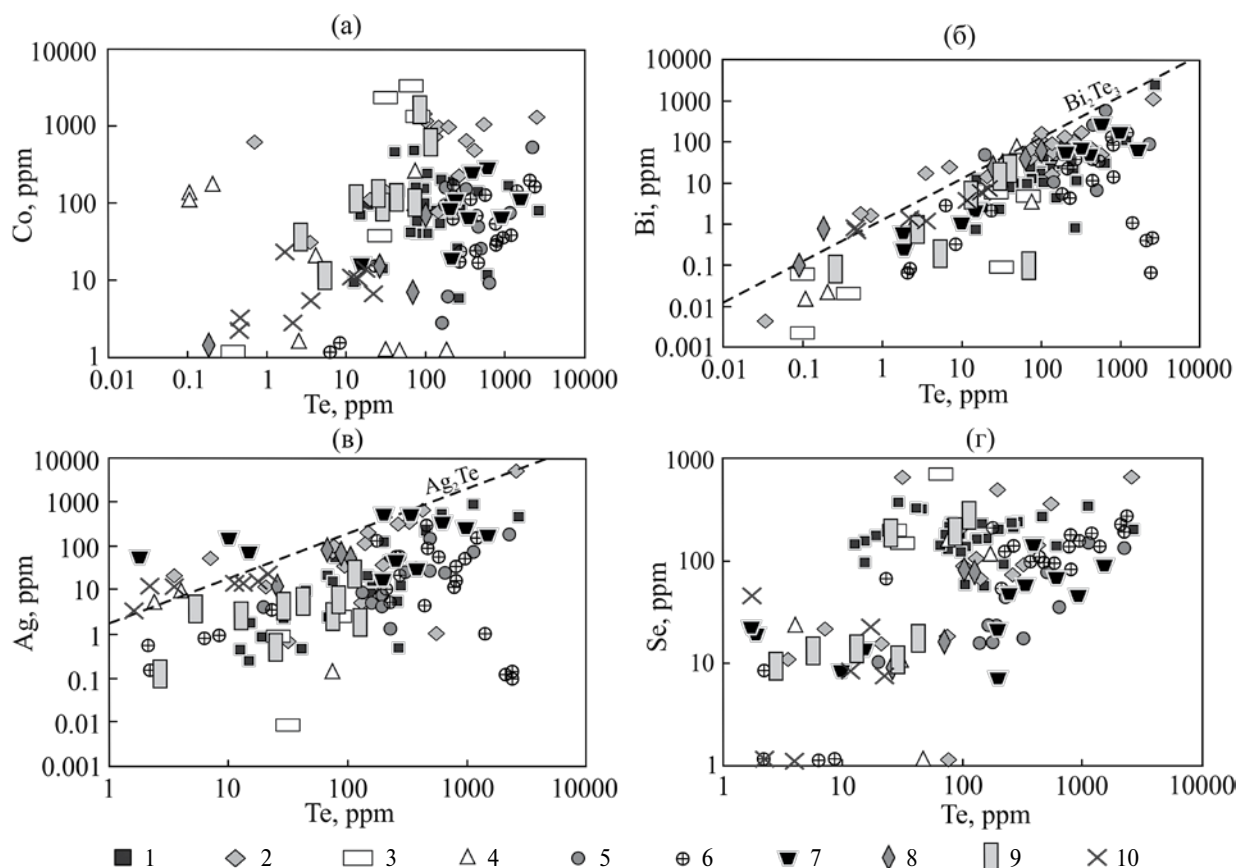 (а)
10000
1000
100
10
1
Co, ppm
0.01 0.1 1 10 100 1000 10000
Te, ppm
(б)
10000
1000
100
10
1
0.1
0.01
0.001
Bi, ppm
Bi₂Te₃
0.01 0.1 1 10 100 1000 10000
Te, ppm
(в)
10000
1000
100
10
1
0.1
0.01
0.001
Ag, ppm
Ag₂Te
1 10 100 1000 10000
Te, ppm
(г)
1000
100
10
1
Se, ppm
1 10 100 1000 10000
Te, ppm
1 2 3 4 5 6 7 8 9 10